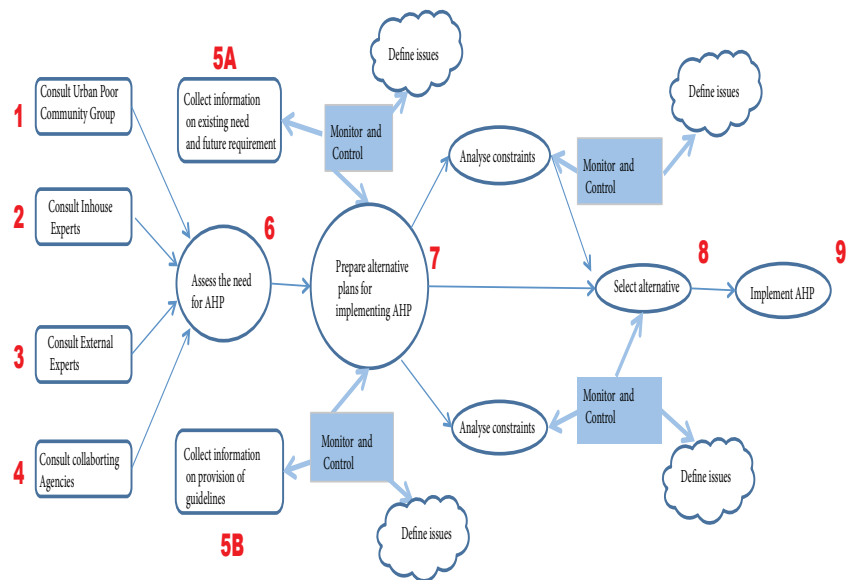 5A
Define issues
1
Consult Urban Poor
Community Group
Collect information
on existing need
and future requirement
Monitor and
Control
Define issues
Analyse constraints
Monitor and
Control
2
Consult Inhouse
Experts
6
Assess the need
for AHP
Prepare alternative
plans for
implementing AHP
7
8
9
Select alternative
Implement AHP
3
Consult External
Experts
Monitor and
Control
4
Consult collaborting
Agencies
Collect information
on provision of
guidelines
Monitor and
Control
Analyse constraints
Define issues
5B
Define issues